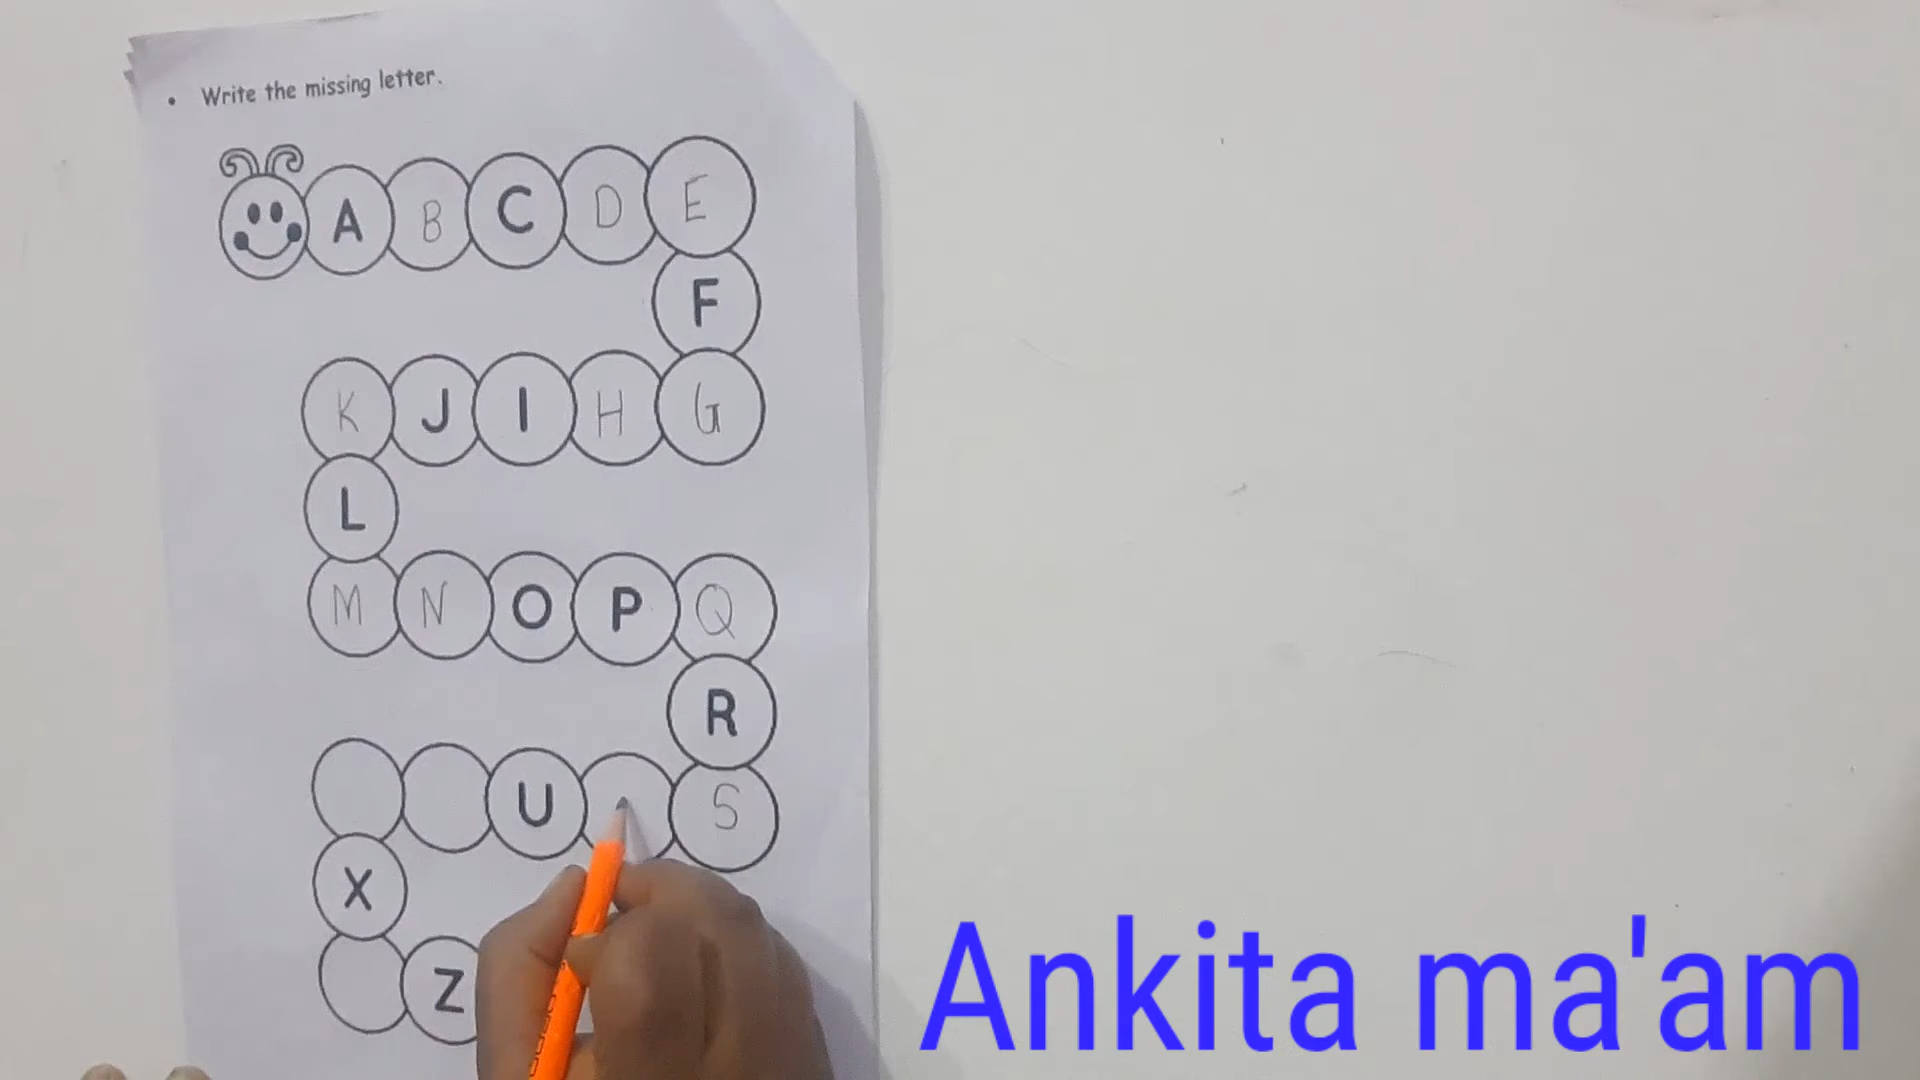 • Write the missing letter.
A B C D E
F
K J I H G
L
M N O P Q
R
U S
X
Z
Ankita ma'am